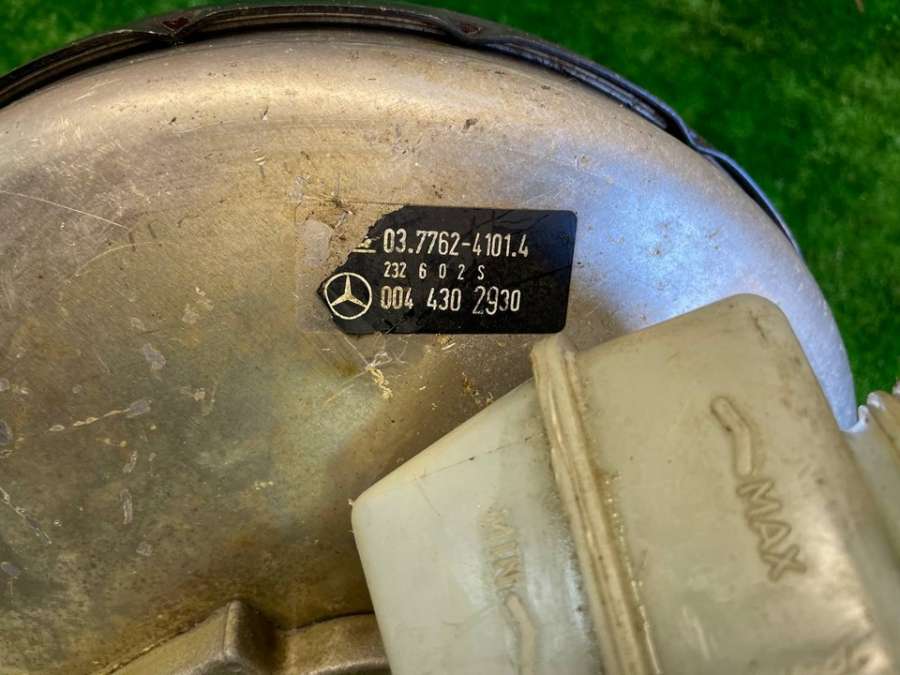 03.7762-4101.4
232 6 0 2 S
004 430 2930
MAX
MIN